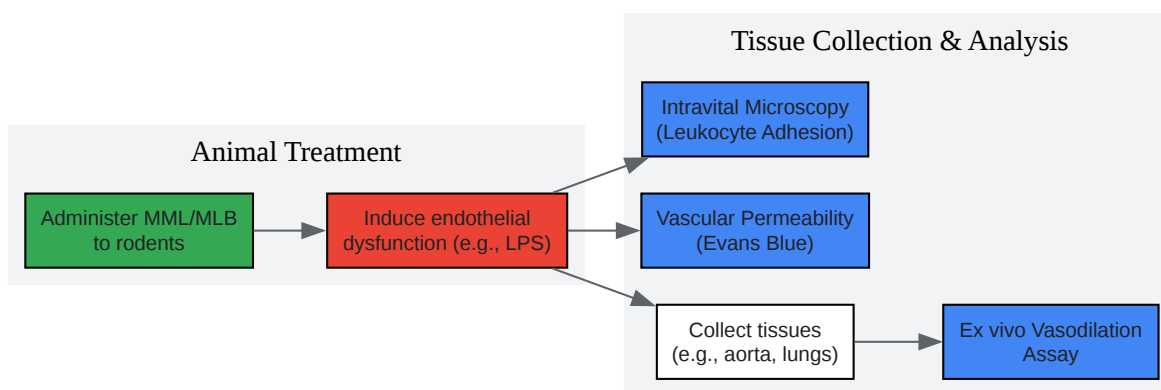 Tissue Collection & Analysis
Intravital Microscopy
(Leukocyte Adhesion)
Animal Treatment
Administer MML/MLB
to rodents
Induce endothelial
dysfunction (e.g., LPS)
Vascular Permeability
(Evans Blue)
Collect tissues
(e.g., aorta, lungs)
Ex vivo Vasodilation
Assay